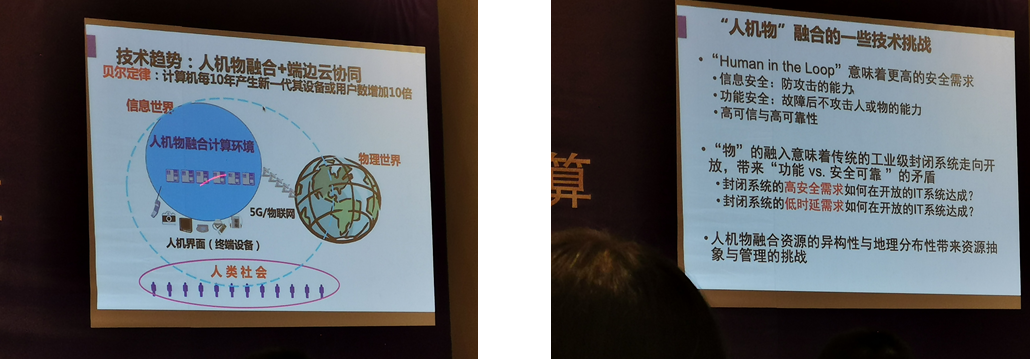 技术趋势：人机物融合+端边云协同
贝尔定律：计算机每10年产生新一代其设备或用户数增加10倍
信息世界
人机物融合计算环境
物理世界
5G/物联网
人机界面（终端设备）
人类社会
算
“人机物”融合的一些技术挑战
•“Human in the Loop”意味着更高的安全需求
•信息安全：防攻击的能力
•功能安全：故障后不攻击人或物的能力
•高可信与高可靠性
•“物”的融入意味着传统的工业级封闭系统走向开
放，带来“功能 vs. 安全可靠”的矛盾
•封闭系统的高安全需求如何在开放的IT系统达成？
•封闭系统的低时延需求如何在开放的IT系统达成？
•人机物融合资源的异构性与地理分布性带来资源抽
象与管理的挑战